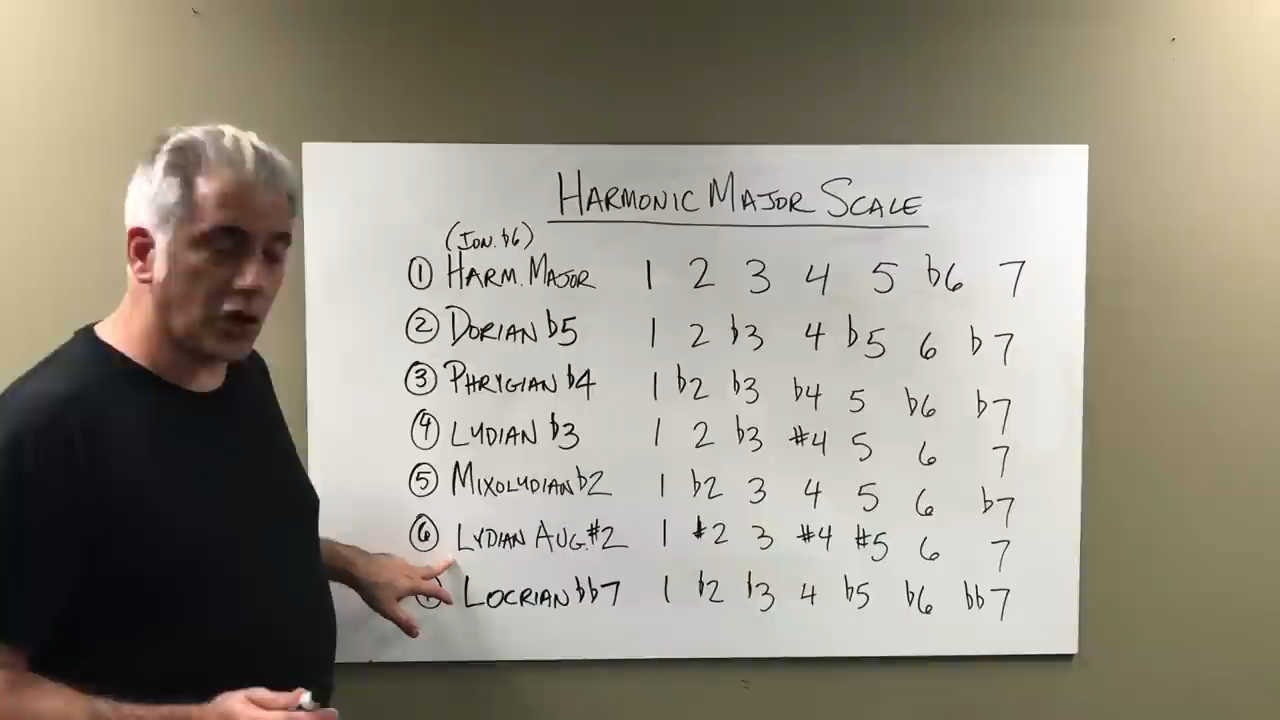 HARMONIC MAJOR SCALE
(ION. b6)
① HARM. MAJOR 1 2 3 4 5 b6 7
② DORIAN b5 1 2 b3 4 b5 6 b7
③ PHRYGIAN b4 1 b2 b3 b4 5 b6 b7
④ LYDIAN b3 1 2 b3 #4 5 6 7
⑤ MIXOLYDIAN b2 1 b2 3 4 5 6 b7
⑥ LYDIAN AUG. #2 1 #2 3 #4 #5 6 7
LOCRIAN bb7 1 b2 b3 4 b5 b6 bb7